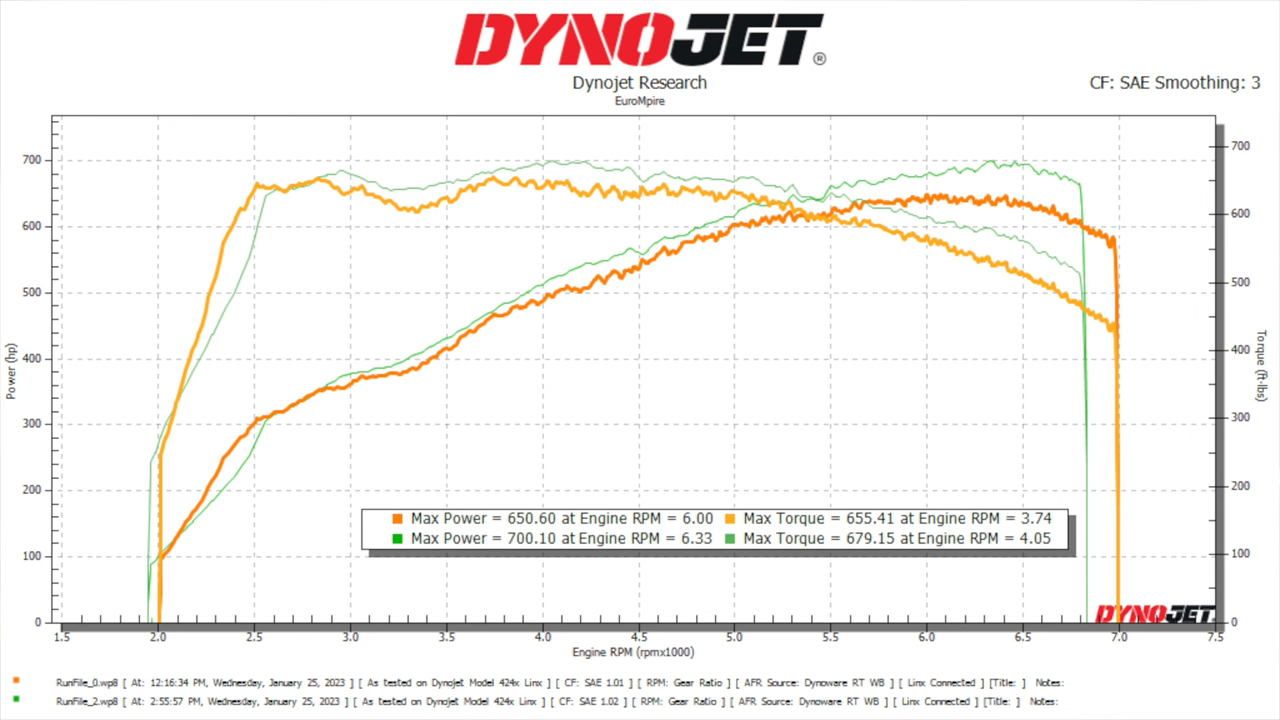 DYNOJET®
Dynojet Research
CF: SAE Smoothing: 3
EuroMpire
700
600
500
400
300
200
100
0
Power (hp)
700
600
500
400
300
200
100
0
Torque (ft-lbs)
Max Power = 650.60 at Engine RPM = 6.00 Max Torque = 655.41 at Engine RPM = 3.74
Max Power = 700.10 at Engine RPM = 6.33 Max Torque = 679.15 at Engine RPM = 4.05
DYNOJET
1.5 2.0 2.5 3.0 3.5 4.0 4.5 5.0 5.5 6.0 6.5 7.0 7.5
Engine RPM (rpmx1000)
RunFile_0.wp8 [ At: 12:16:34 PM, Wednesday, January 25, 2023 ] [ As tested on Dynojet Model 424x Linx ] [ CF: SAE 1.01 ] [ RPM: Gear Ratio ] [ AFR Source: Dynoware RT WB ] [ Linx Connected ] [Title: ] Notes:
RunFile_2.wp8 [ At: 2:55:57 PM, Wednesday, January 25, 2023 ] [ As tested on Dynojet Model 424x Linx ] [ CF: SAE 1.02 ] [ RPM: Gear Ratio ] [ AFR Source: Dynoware RT WB ] [ Linx Connected ] [Title: ] Notes: